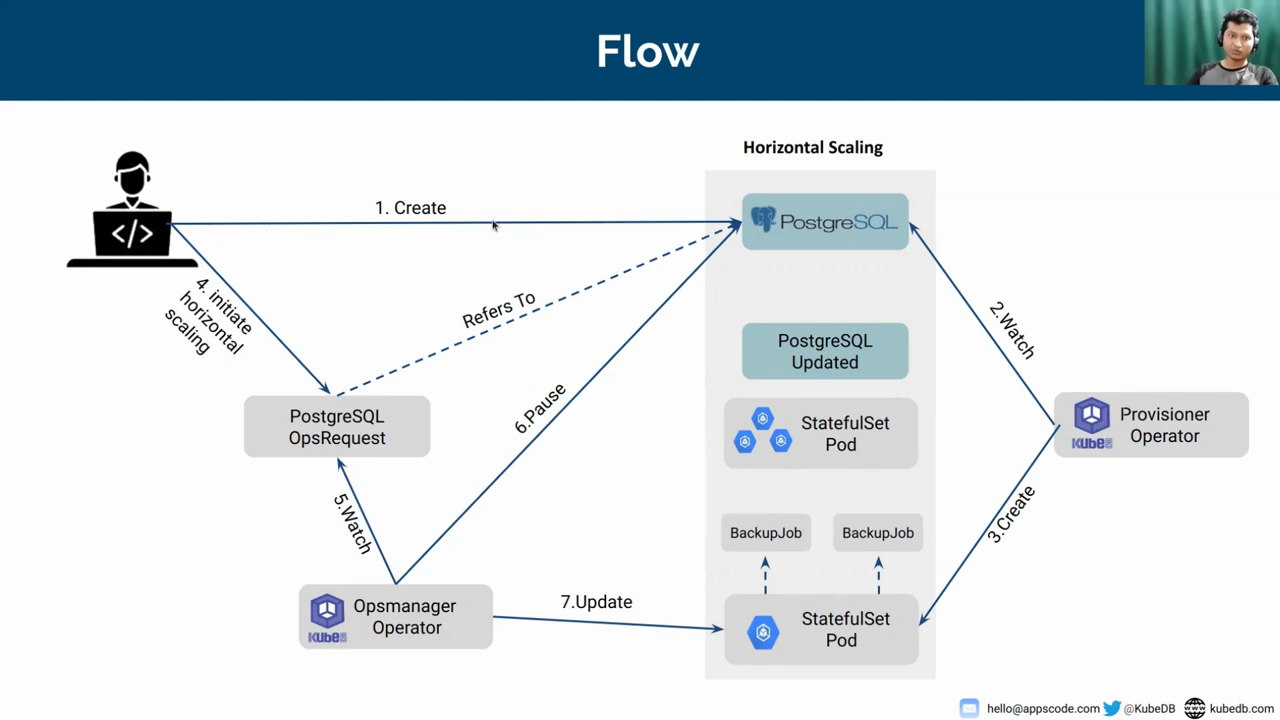 Flow
Horizontal Scaling
1. Create
PostgreSQL
4. initiate
horizontal
scaling
Refers To
2.Watch
PostgreSQL
Updated
6.Pause
PostgreSQL
OpsRequest
StatefulSet
Pod
Provisioner
Operator
KubeDB
5.Watch
3.Create
BackupJob
BackupJob
Opsmanager
Operator
KubeDB
7.Update
StatefulSet
Pod
hello@appscode.com
@KubeDB
kubedb.com